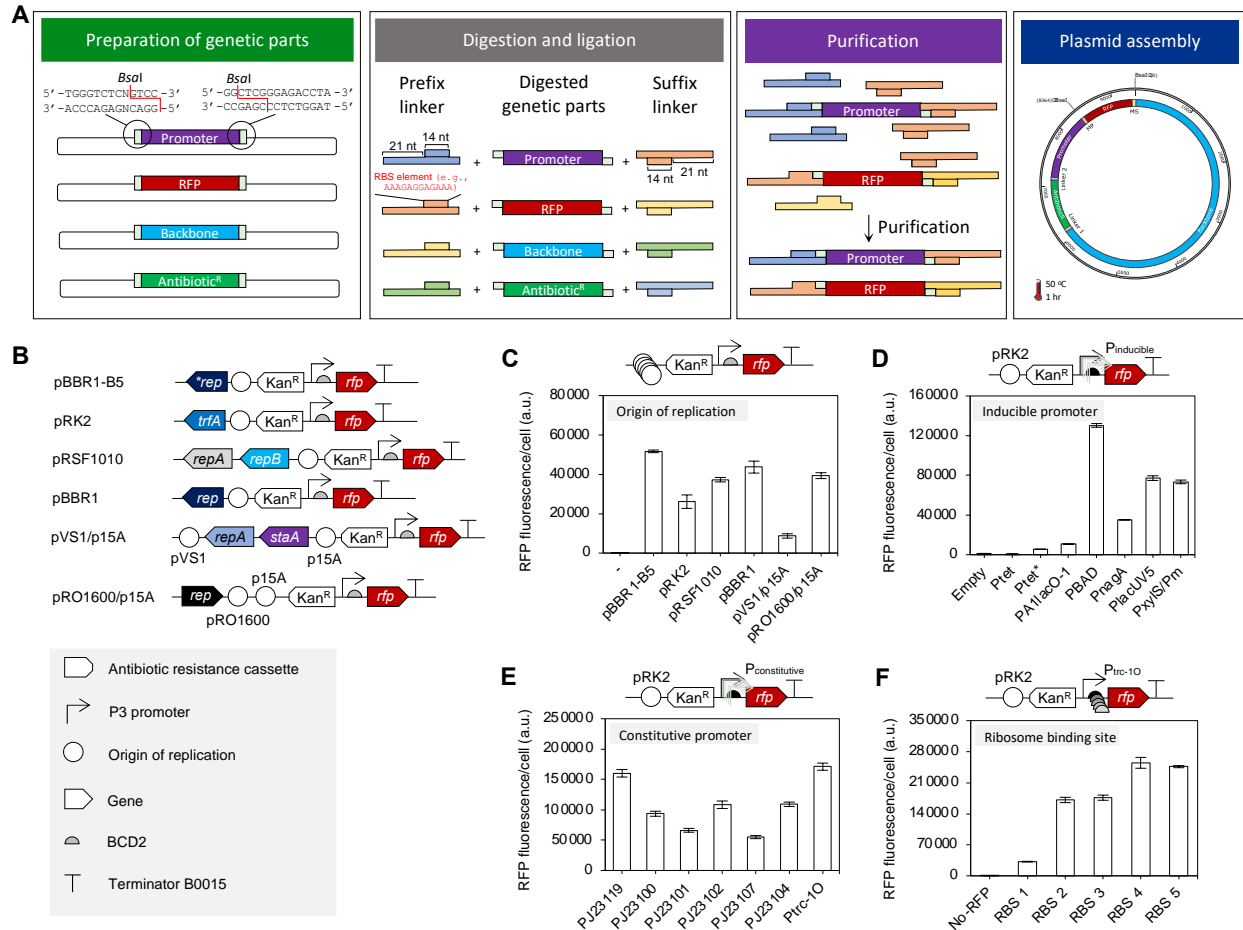 A
Preparation of genetic parts
BsaI
BsaI
5’ -TGGGTCTCNGTCC -3’
3’ -ACCCAGAGNCAGG -5’
5’ -GGCTCGGGAGACCTA -3’
3’ -CCGAGCCCTCTGGAT -5’
Promoter
RFP
Backbone
Antibioticᴿ
Digestion and ligation
Prefix linker
Digested genetic parts
Suffix linker
21 nt
14 nt
RBS element (e.g., AAAGAGGAGAAA)
Promoter
14 nt
21 nt
RFP
Backbone
Antibioticᴿ
+
+
+
+
+
+
+
+
Purification
Promoter
RFP
Purification
Promoter
RFP
Plasmid assembly
RFP
MP
MS
Promoter
Linker 2
Linker 1
50 ºC
1 hr
B
pBBR1-B5
*rep
Kanᴿ
rfp
pRK2
trfA
Kanᴿ
rfp
pRSF1010
repA
repB
Kanᴿ
rfp
pBBR1
rep
Kanᴿ
rfp
pVS1/p15A
repA
staA
Kanᴿ
rfp
pVS1
p15A
p15A
pRO1600/p15A
rep
Kanᴿ
rfp
pRO1600
Antibiotic resistance cassette
P3 promoter
Origin of replication
Gene
BCD2
Terminator B0015
C
Kanᴿ
rfp
Origin of replication
RFP fluorescence/cell (a.u.)
80000
60000
40000
20000
0
-
pBBR1-B5
pRK2
pRSF1010
pBBR1
pVS1/p15A
pRO1600/p15A
D
pRK2
Kanᴿ
Pinducible
rfp
Inducible promoter
RFP fluorescence/cell (a.u.)
160000
120000
80000
40000
0
Empty
Ptet
Ptet*
PA1lacO-1
PBAD
PnagA
PlacUV5
PxylS/Pm
E
pRK2
Kanᴿ
Pconstitutive
rfp
Constitutive promoter
RFP fluorescence/cell (a.u.)
250000
200000
150000
100000
50000
0
PJ23119
PJ23100
PJ23101
PJ23102
PJ23107
PJ23104
Ptrc-1O
F
pRK2
Kanᴿ
Ptrc-1O
rfp
Ribosome binding site
RFP fluorescence/cell (a.u.)
350000
280000
210000
140000
70000
0
No-RFP
RBS 1
RBS 2
RBS 3
RBS 4
RBS 5